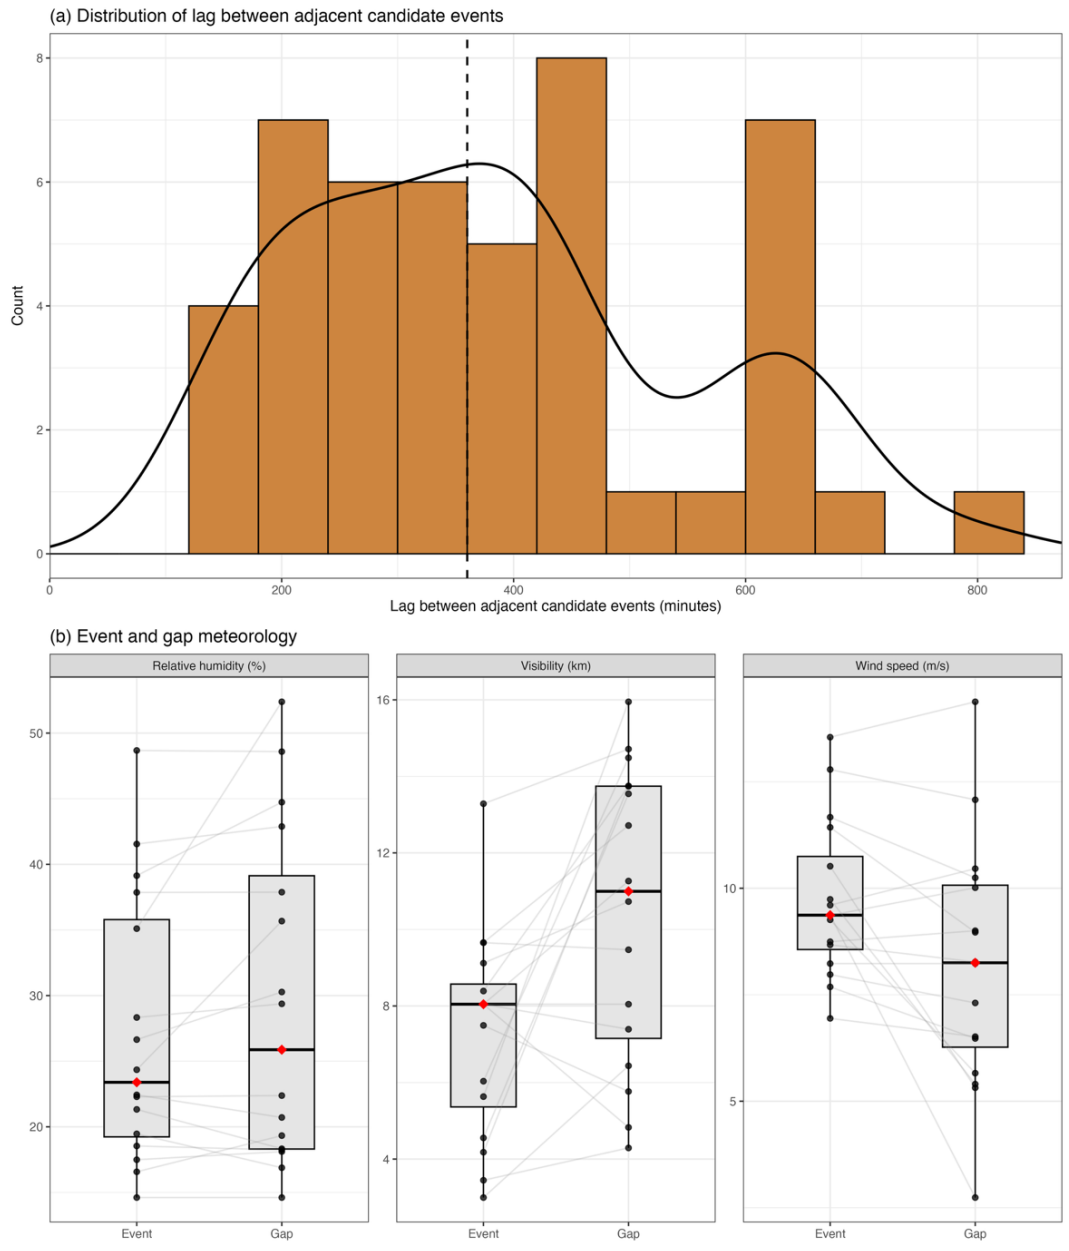 (a) Distribution of lag between adjacent candidate events
8
6
4
2
0
Count
0 200 400 600 800
Lag between adjacent candidate events (minutes)
(b) Event and gap meteorology
Relative humidity (%) Visibility (km) Wind speed (m/s)
50
40
30
20
16
12
8
4
10
5
Event Gap Event Gap Event Gap